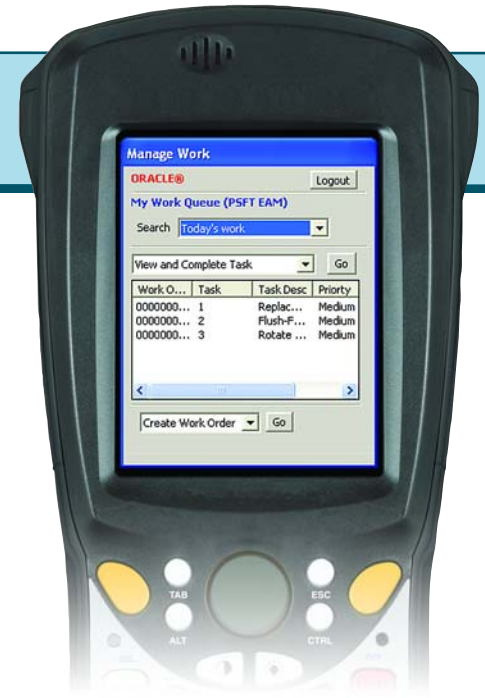 Manage Work
ORACLE® Logout
My Work Queue (PSFT EAM)
Search Today's work
View and Complete Task Go
Work O... Task Task Desc Priorty
0000000... 1 Replac... Medium
0000000... 2 Flush-F... Medium
0000000... 3 Rotate ... Medium
Create Work Order Go
TAB ESC
ALT CTRL